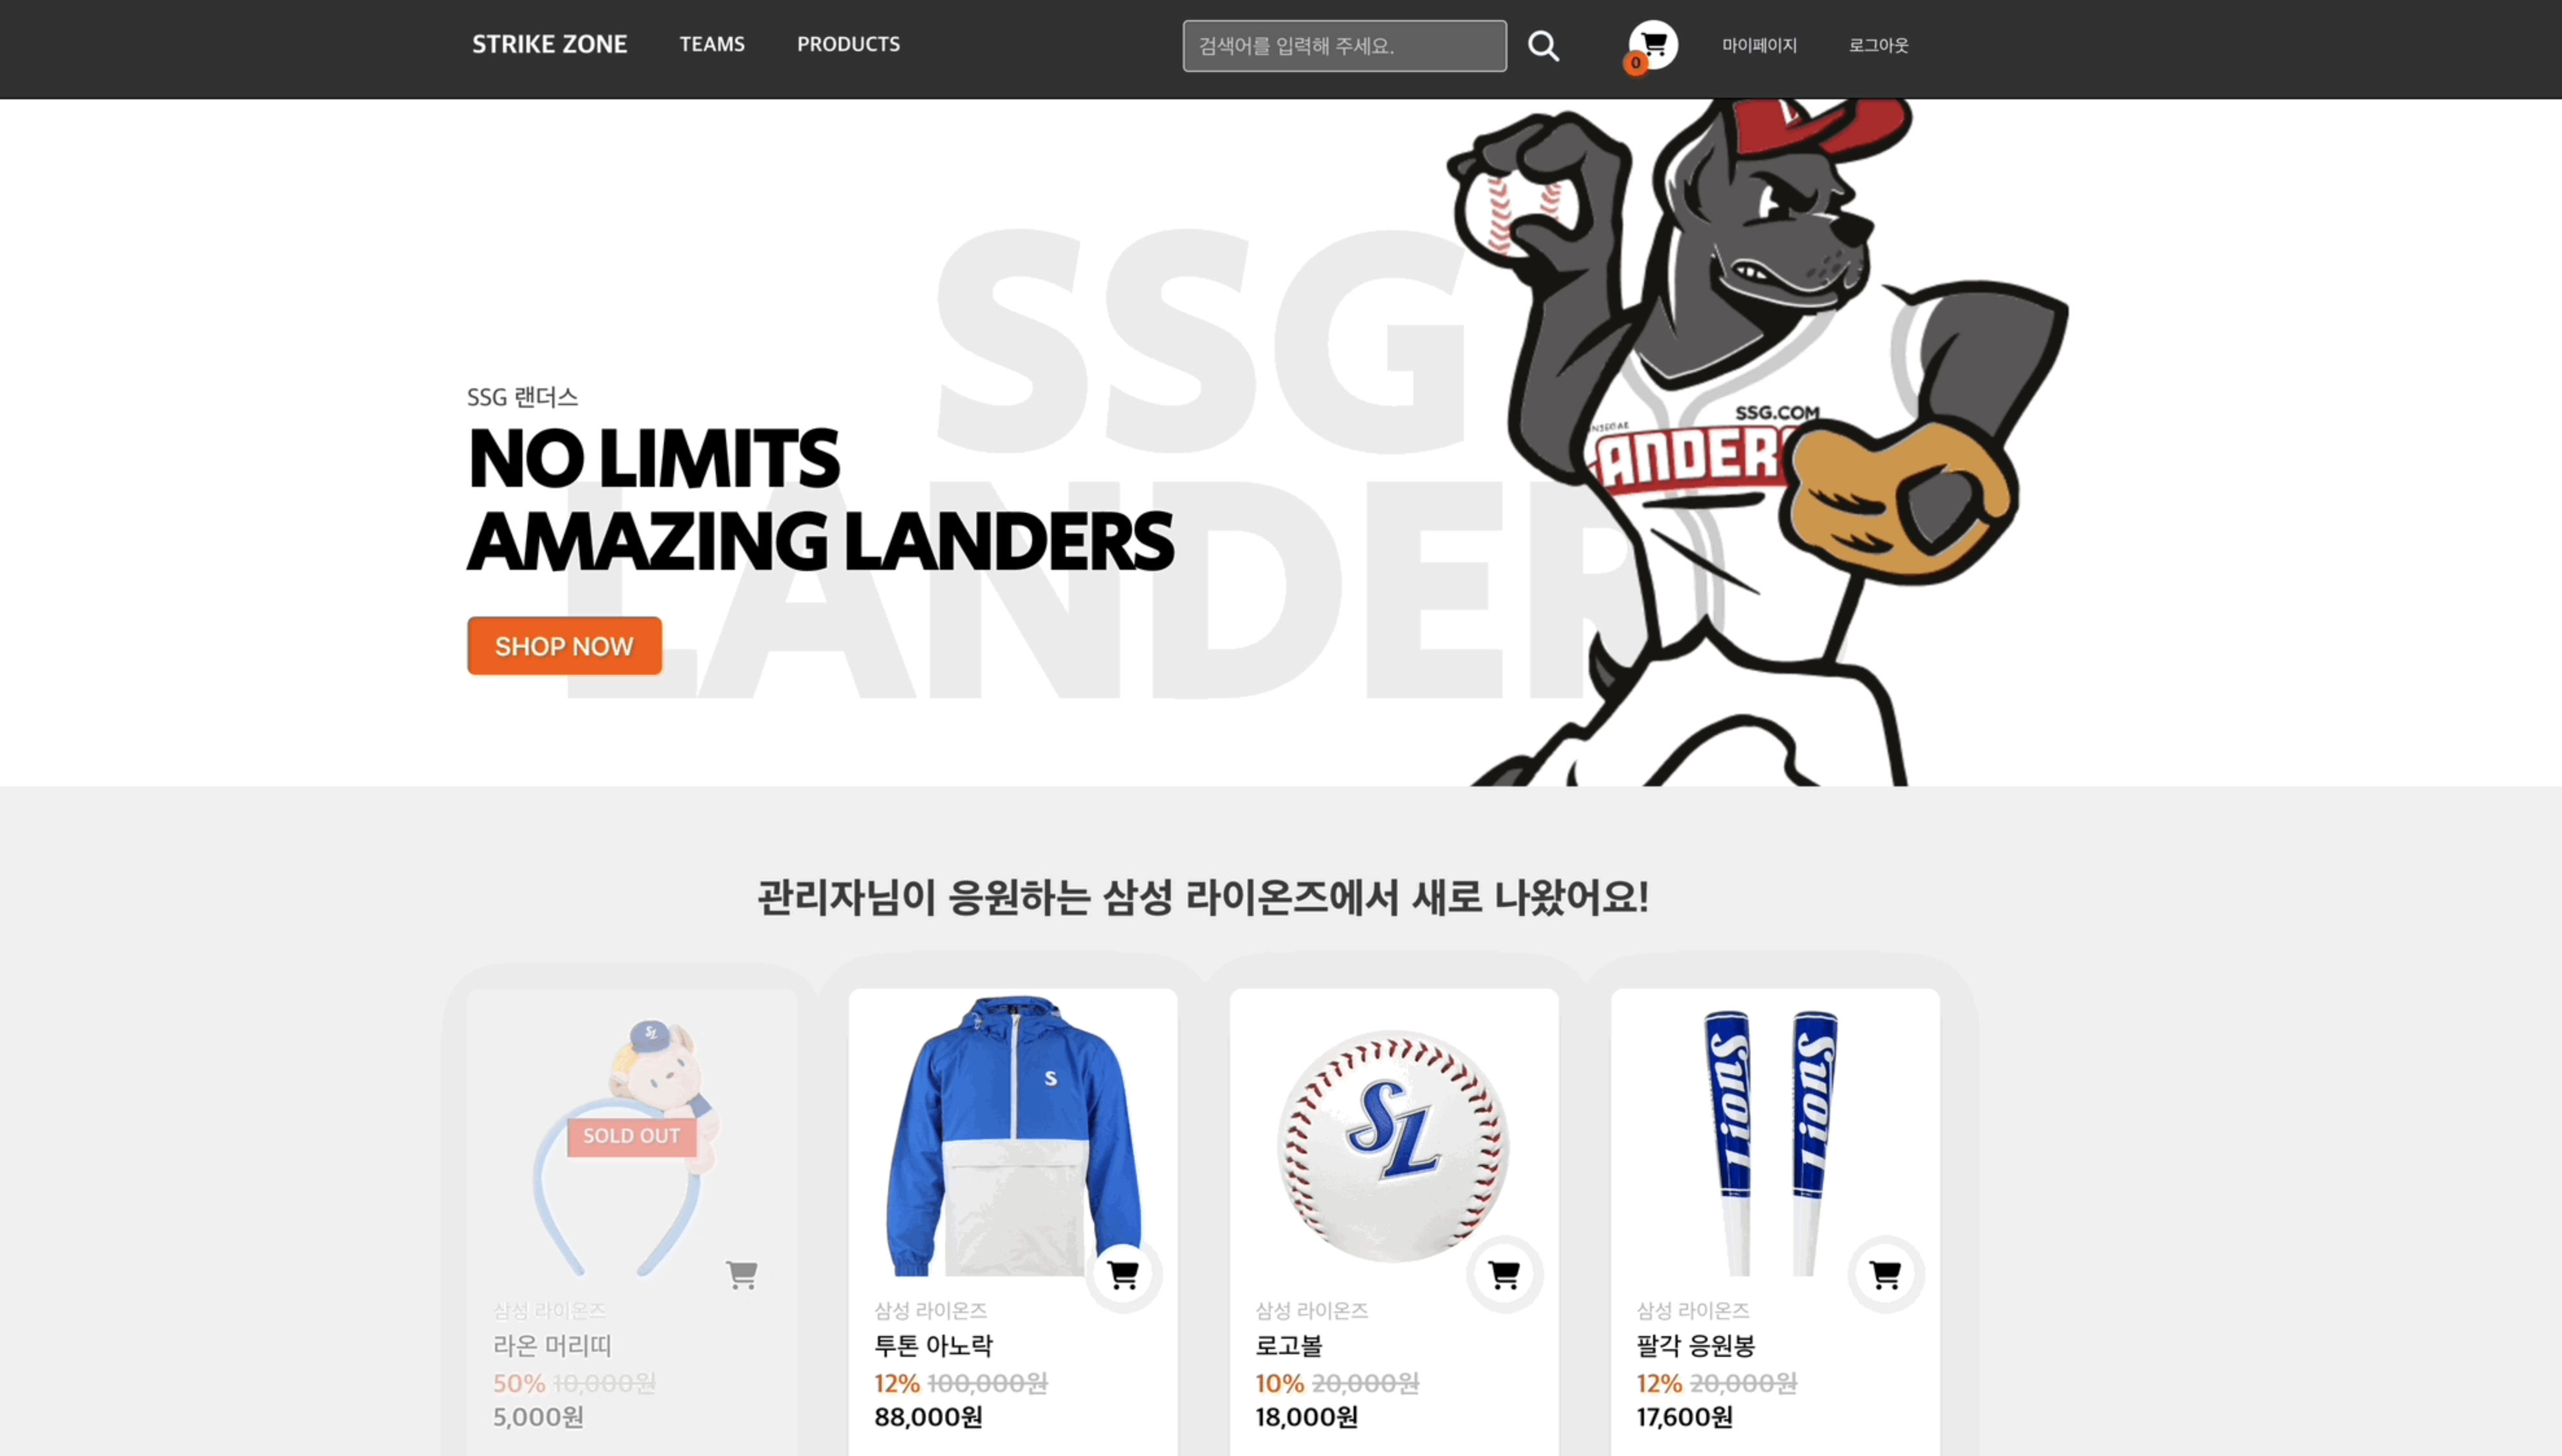 STRIKE ZONE
TEAMS
PRODUCTS
검색어를 입력해 주세요.
0
마이페이지
로그아웃
SSG
LANDER
SSG 랜더스
NO LIMITS
AMAZING LANDERS
SHOP NOW
SSG.COM
ANDER
관리자님이 응원하는 삼성 라이온즈에서 새로 나왔어요!
SL
SOLD OUT
삼성 라이온즈
라온 머리띠
50% 10,000원
5,000원
S
삼성 라이온즈
투톤 아노락
12% 100,000원
88,000원
SL
삼성 라이온즈
로고볼
10% 20,000원
18,000원
Lions
Lions
삼성 라이온즈
팔각 응원봉
12% 20,000원
17,600원